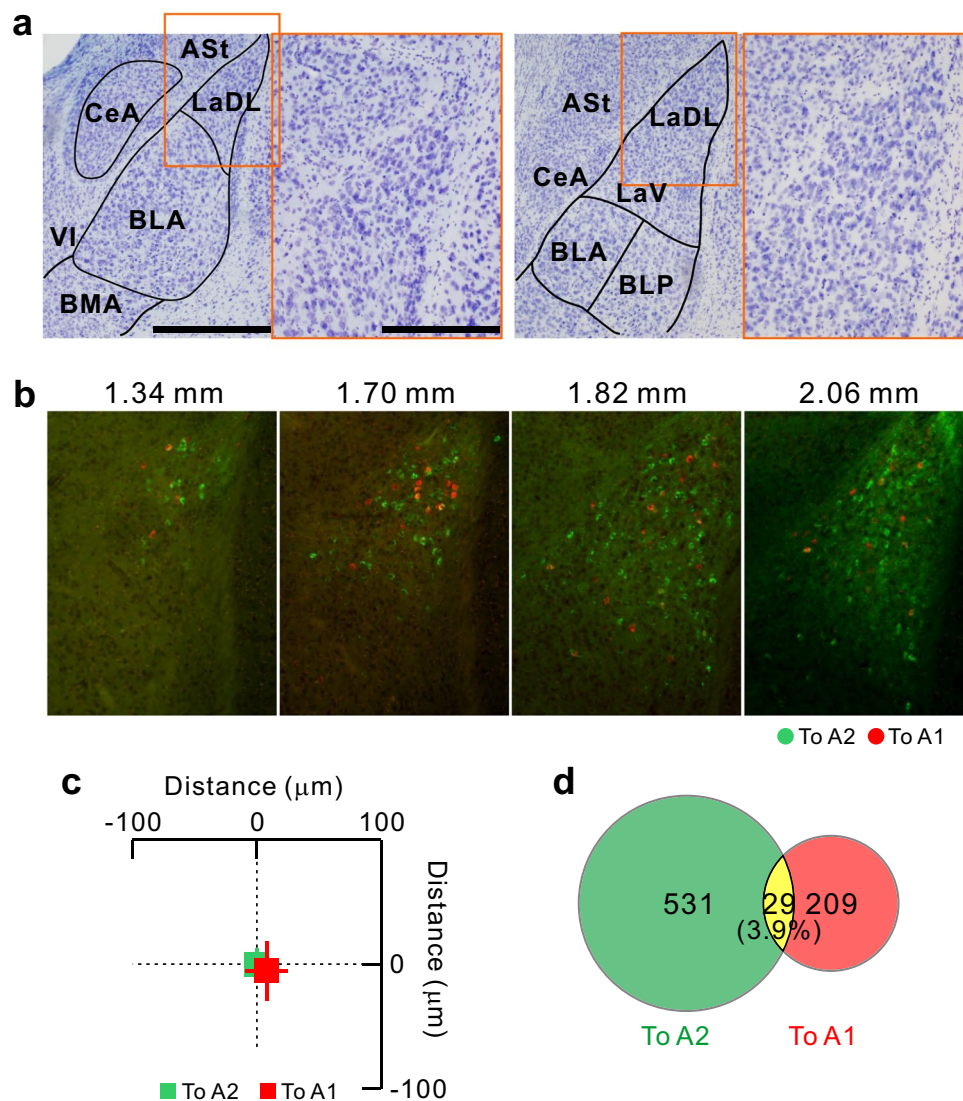 a
ASt
CeA
LaDL
BLA
VI
BMA
ASt
LaDL
CeA
LaV
BLA
BLP
b
1.34 mm 1.70 mm 1.82 mm 2.06 mm
To A2 To A1
c
Distance (μm)
-100 0 100
Distance (μm)
0
-100
To A2 To A1
d
531 29 209
(3.9%)
To A2 To A1